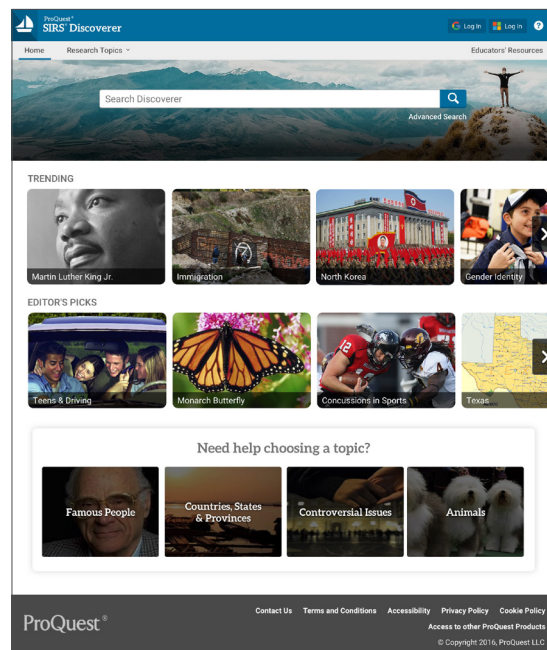 ProQuest®
SIRS® Discoverer
Log In
Log In
?
Home
Research Topics
Educators' Resources
Search Discoverer
Advanced Search
TRENDING
Martin Luther King Jr.
Immigration
North Korea
Gender Identity
EDITOR'S PICKS
12
Teens & Driving
Monarch Butterfly
Concussions in Sports
Texas
Need help choosing a topic?
Famous People
Countries, States
& Provinces
Controversial Issues
Animals
Contact Us Terms and Conditions Accessibility Privacy Policy Cookie Policy
ProQuest®
Access to other ProQuest Products
© Copyright 2016, ProQuest LLC